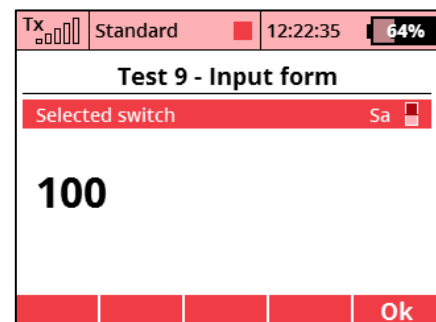 Tx Standard 12:22:35 64%
Test 9 - Input form
Selected switch Sa
100
Ok